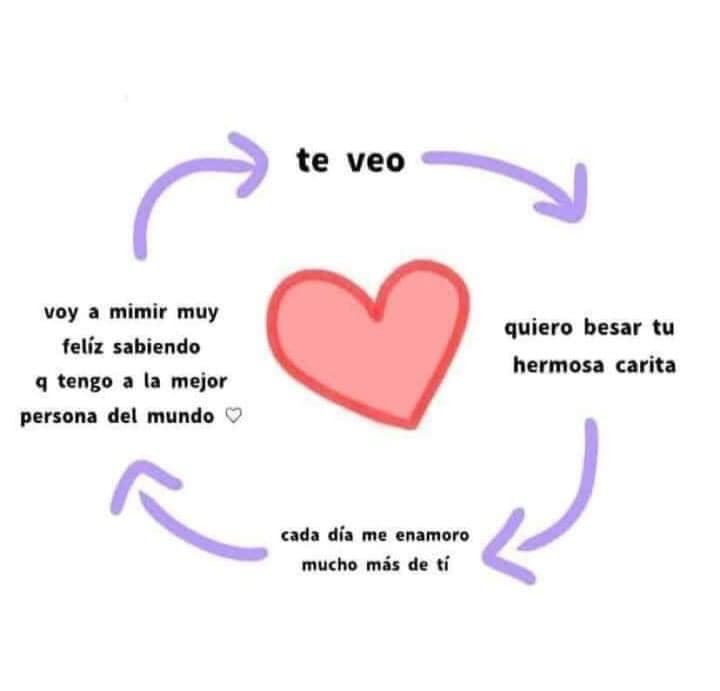 te veo
quiero besar tu
hermosa carita
cada día me enamoro
mucho más de tí
voy a mimir muy
felíz sabiendo
q tengo a la mejor
persona del mundo ♡